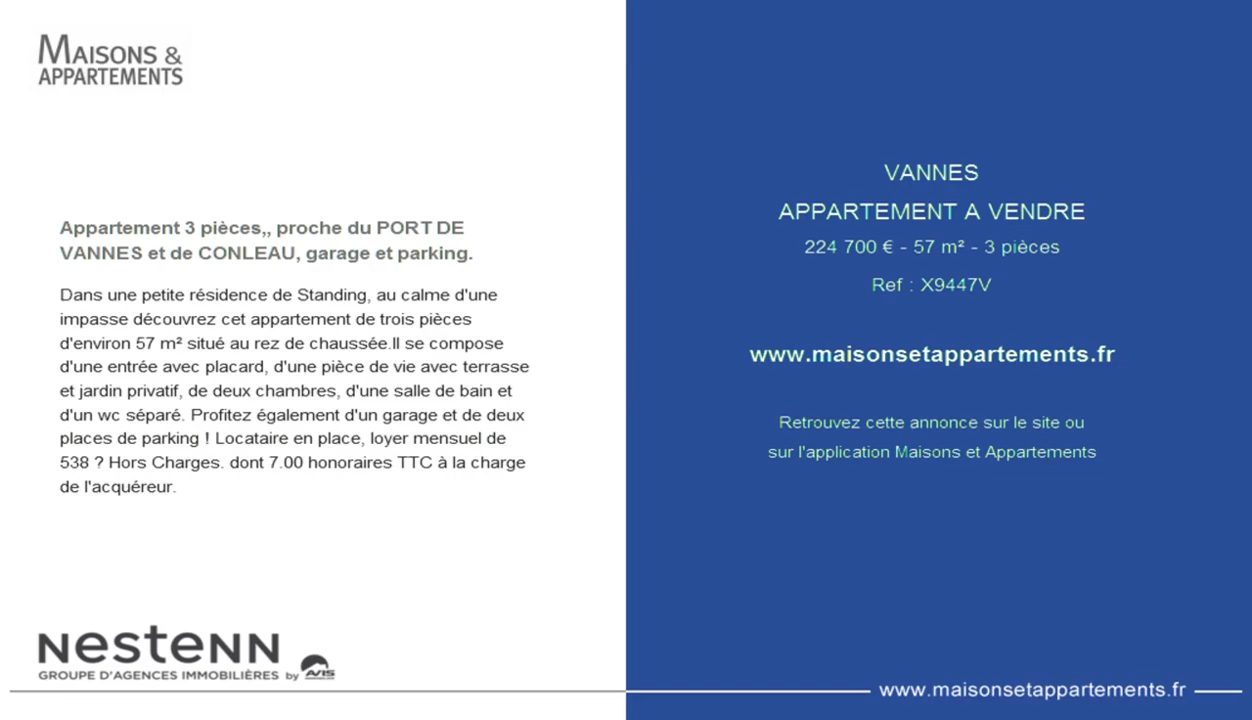 MAISONS &
APPARTEMENTS
Appartement 3 pièces,, proche du PORT DE
VANNES et de CONLEAU, garage et parking.
Dans une petite résidence de Standing, au calme d'une
impasse découvrez cet appartement de trois pièces
d'environ 57 m² situé au rez de chaussée.Il se compose
d'une entrée avec placard, d'une pièce de vie avec terrasse
et jardin privatif, de deux chambres, d'une salle de bain et
d'un wc séparé. Profitez également d'un garage et de deux
places de parking ! Locataire en place, loyer mensuel de
538 ? Hors Charges. dont 7.00 honoraires TTC à la charge
de l'acquéreur.
Nestenn
GROUPE D'AGENCES IMMOBILIÈRES by AVIS
VANNES
APPARTEMENT A VENDRE
224 700 € - 57 m² - 3 pièces
Ref : X9447V
www.maisonsetappartements.fr
Retrouvez cette annonce sur le site ou
sur l'application Maisons et Appartements
www.maisonsetappartements.fr